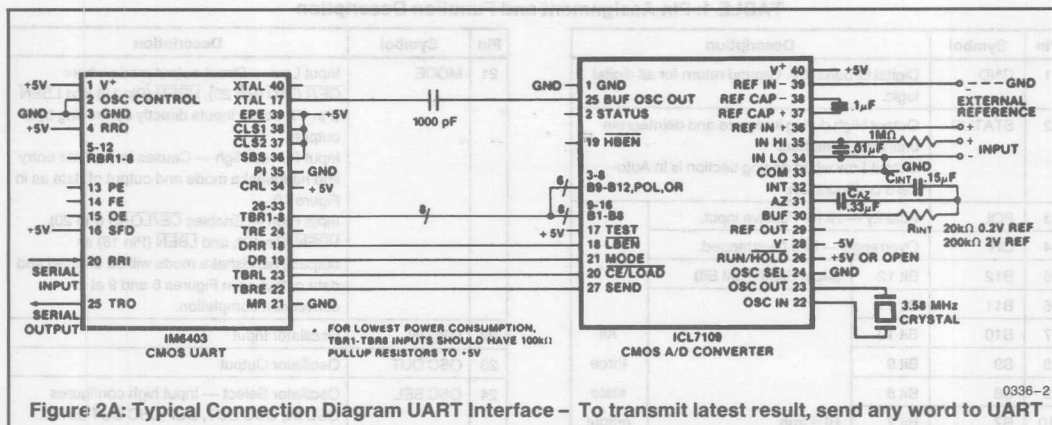 +5V
GND
+5V
+5V
1 V+
2 OSC CONTROL
3 GND
4 RRD
5-12
RBR1-8
13 PE
14 FE
15 OE
16 SFD
20 RRI
25 TRO
SERIAL
INPUT
SERIAL
OUTPUT
XTAL 40
XTAL 17
EPE 39
CLS1 38
CLS2 37
SBS 36
PI 35
CRL 34
26-33
TBR1-8
TRE 24
DRR 18
DR 19
TBRL 23
TBRE 22
MR 21
+5V
GND
+5V
GND
IM6403
CMOS UART
1000 pF
6
8
* FOR LOWEST POWER CONSUMPTION,
TBR1-TBR8 INPUTS SHOULD HAVE 100kΩ
PULLUP RESISTORS TO +5V
GND
+5V
1 GND
25 BUF OSC OUT
2 STATUS
19 HBEN
3-8
B9-B12,POL,OR
9-16
B1-B8
17 TEST
18 LBEN
21 MODE
20 CE/LOAD
27 SEND
V+ 40
REF IN- 39
REF CAP- 38
REF CAP+ 37
REF IN 36
IN HI 35
IN LO 34
COM 33
INT 32
AZ 31
BUF 30
REF OUT 29
V- 28
RUN/HOLD 26
OSC SEL 24
OSC OUT 23
OSC IN 22
ICL7109
CMOS A/D CONVERTER
+5V
GND
EXTERNAL
REFERENCE
+
.1μF
1MΩ
.01μF
+
INPUT
-
GND
CINT .15μF
CAZ
.33μF
RINT
20kΩ 0.2V REF
200kΩ 2V REF
-5V
+5V OR OPEN
GND
3.58 MHz
CRYSTAL
0336-2
Figure 2A: Typical Connection Diagram UART Interface – To transmit latest result, send any word to UART